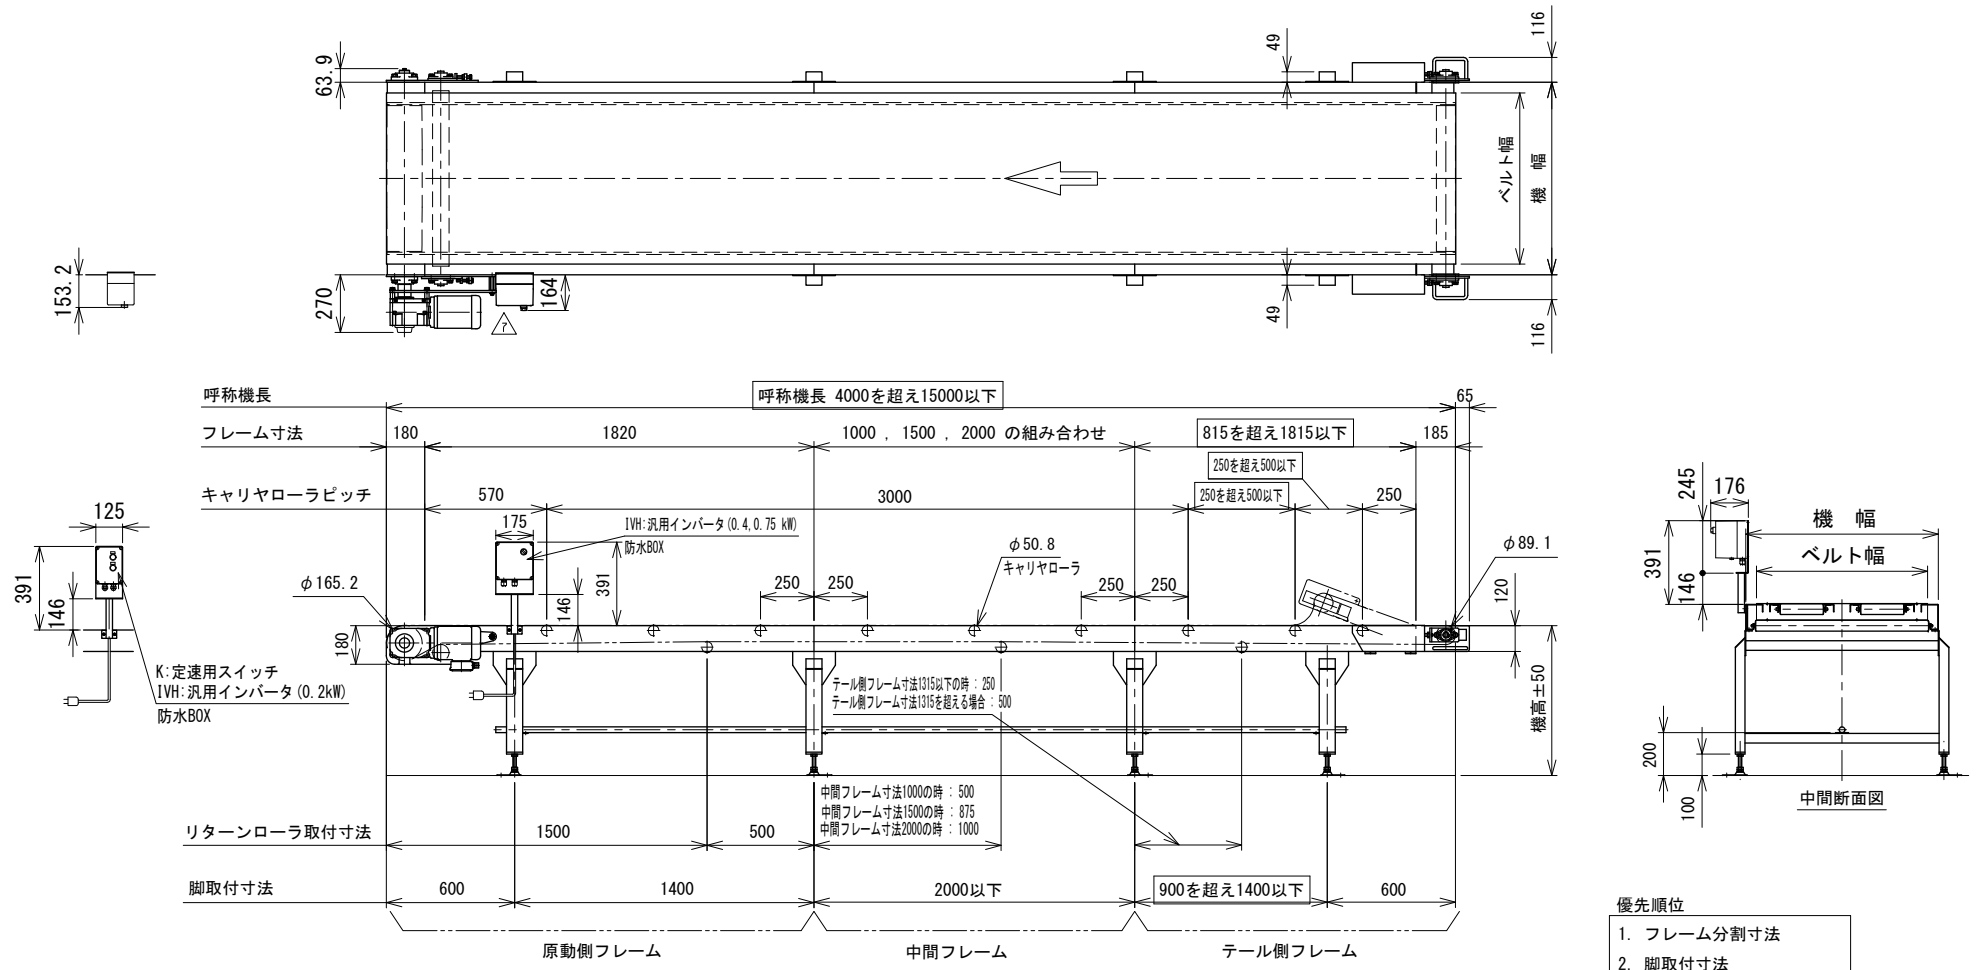 116
49
63.9
ベルト幅
機 幅
153.2
270
164
?
49
116
呼称機長
呼称機長 4000を超え15000以下
65
フレーム寸法
180
1820
1000 , 1500 , 2000 の組み合わせ
815を超え1815以下
185
250を超え500以下
キャリヤローラピッチ
570
3000
250を超え500以下
250
125
391
146
K:定速用スイッチ
IVH:汎用インバータ(0.2kW)
防水BOX
175
IVH:汎用インバータ(0.4,0.75 kW)
防水BOX
391
146
φ165.2
180
250
250
φ50.8
キャリヤローラ
250
250
φ89.1
120
機高±50
テール側フレーム寸法1315以下の時 : 250
テール側フレーム寸法1315を超える場合 : 500
中間フレーム寸法1000の時 : 500
中間フレーム寸法1500の時 : 875
中間フレーム寸法2000の時 : 1000
リターンローラ取付寸法
1500
500
脚取付寸法
600
1400
2000以下
900を超え1400以下
600
原動側フレーム
中間フレーム
テール側フレーム
245
176
391
146
機 幅
ベルト幅
200
100
中間断面図
優先順位
1. フレーム分割寸法
2. 脚取付寸法